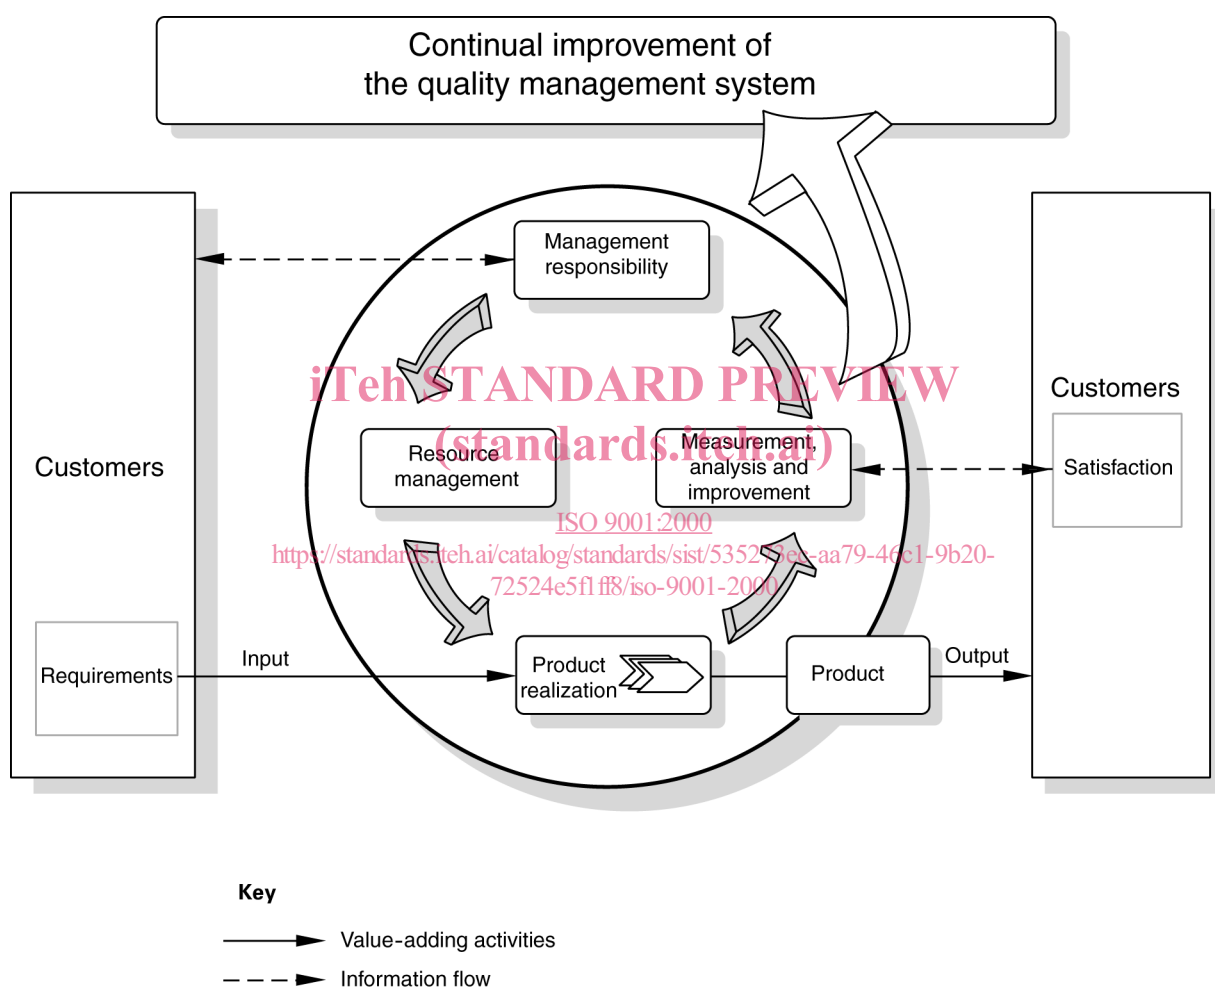 Continual improvement of
the quality management system
Management
responsibility
Customers
iTeh STANDARD PREVIEW
(standards.iteh.ai)
Customers
Resource
management
Measurement,
analysis and
improvement
Satisfaction
ISO 9001:2000
https://standards.iteh.ai/catalog/standards/sist/535273ec-aa79-46c1-9b20-
72524e5f1ff8/iso-9001-2000
Requirements
Input
Product
realization
Product
Output
Key
Value-adding activities
Information flow